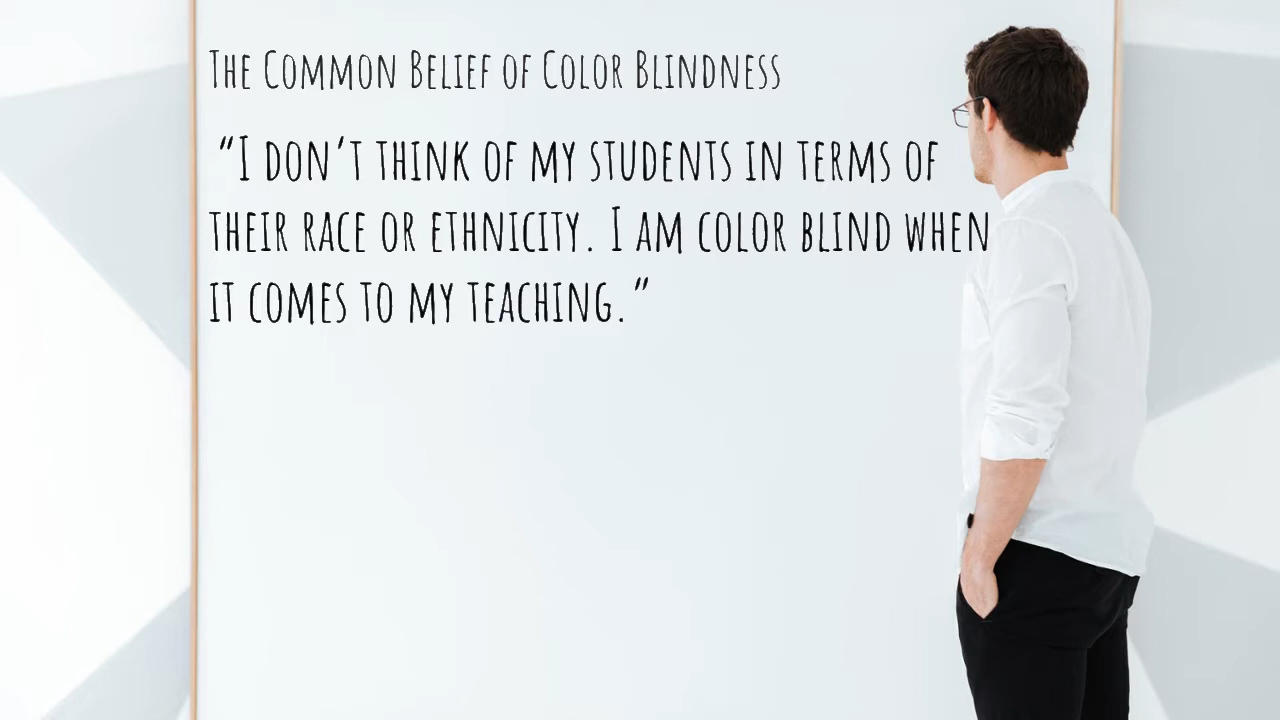 The Common Belief of Color Blindness
“I don’t think of my students in terms of
their race or ethnicity. I am color blind when
it comes to my teaching.”